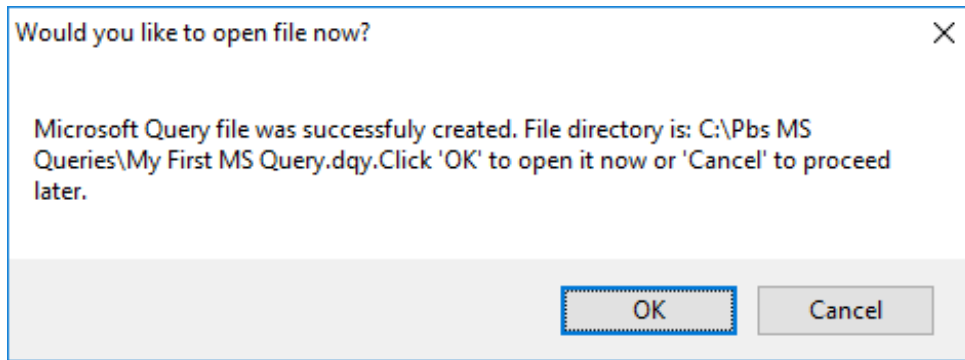 Would you like to open file now?
Microsoft Query file was successfuly created. File directory is: C:\Pbs MS
Queries\My First MS Query.dqy.Click 'OK' to open it now or 'Cancel' to proceed
later.
OK
Cancel